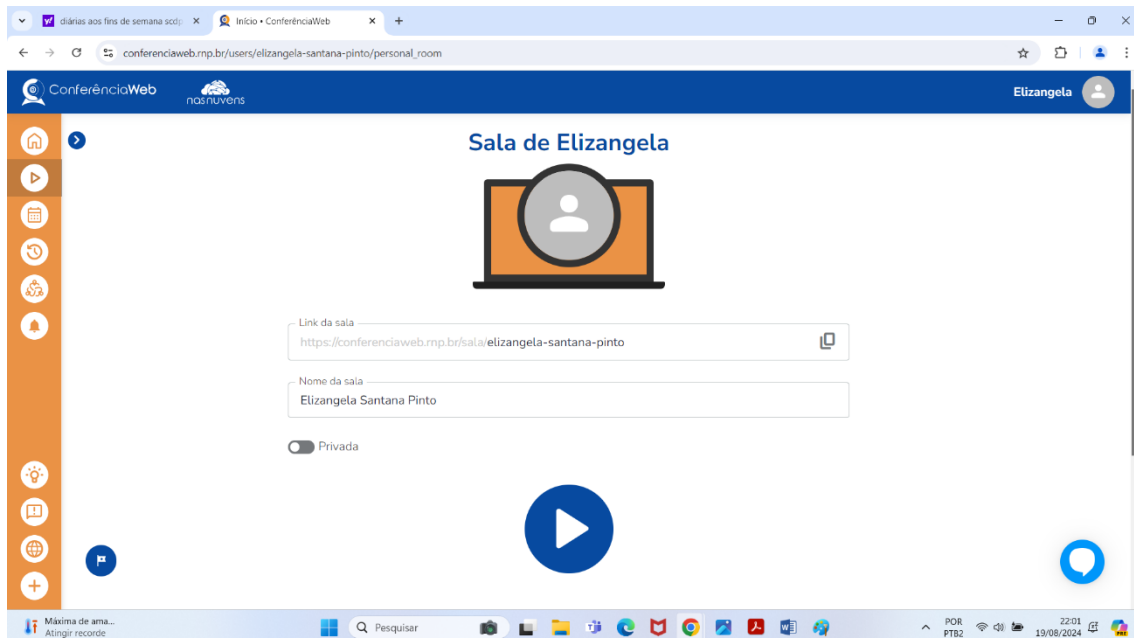 diárias aos fins de semana scdp
Início • ConferênciaWeb
conferenciaweb.rnp.br/users/elizangela-santana-pinto/personal_room
ConferênciaWeb
nasnuvens
Elizangela
Sala de Elizangela
Link da sala
https://conferenciaweb.rnp.br/sala/elizangela-santana-pinto
Nome da sala
Elizangela Santana Pinto
Privada
Máxima de ama...
Atingir recorde
Pesquisar
POR
PTB2
22:01
19/08/2024